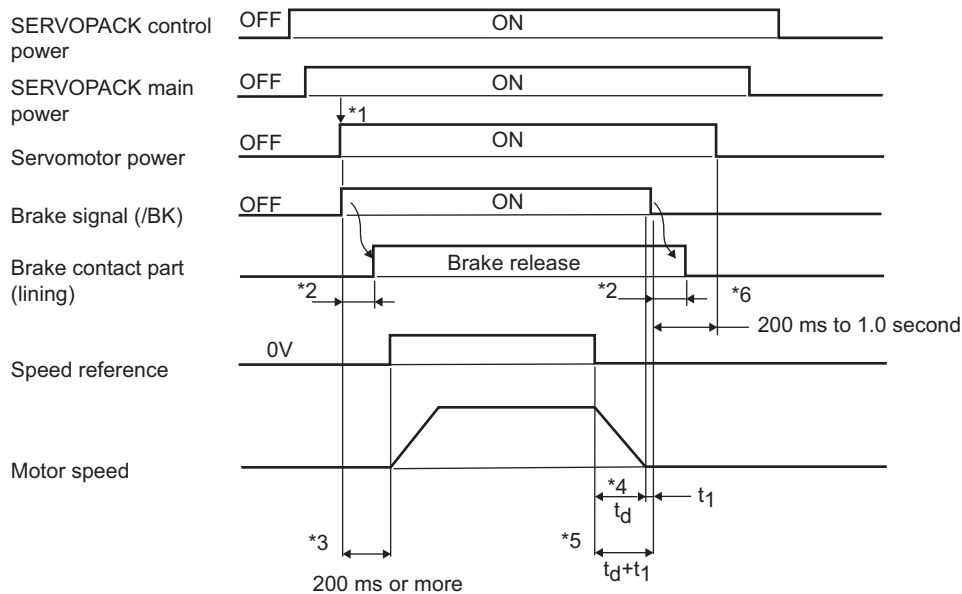 SERVOPACK control
power
OFF
ON
SERVOPACK main
power
OFF
ON
*1
Servomotor power
OFF
ON
Brake signal (/BK)
OFF
ON
Brake contact part
(lining)
Brake release
*2
*2
*6
200 ms to 1.0 second
Speed reference
0V
Motor speed
*4
td
t1
*3
200 ms or more
*5
td+t1